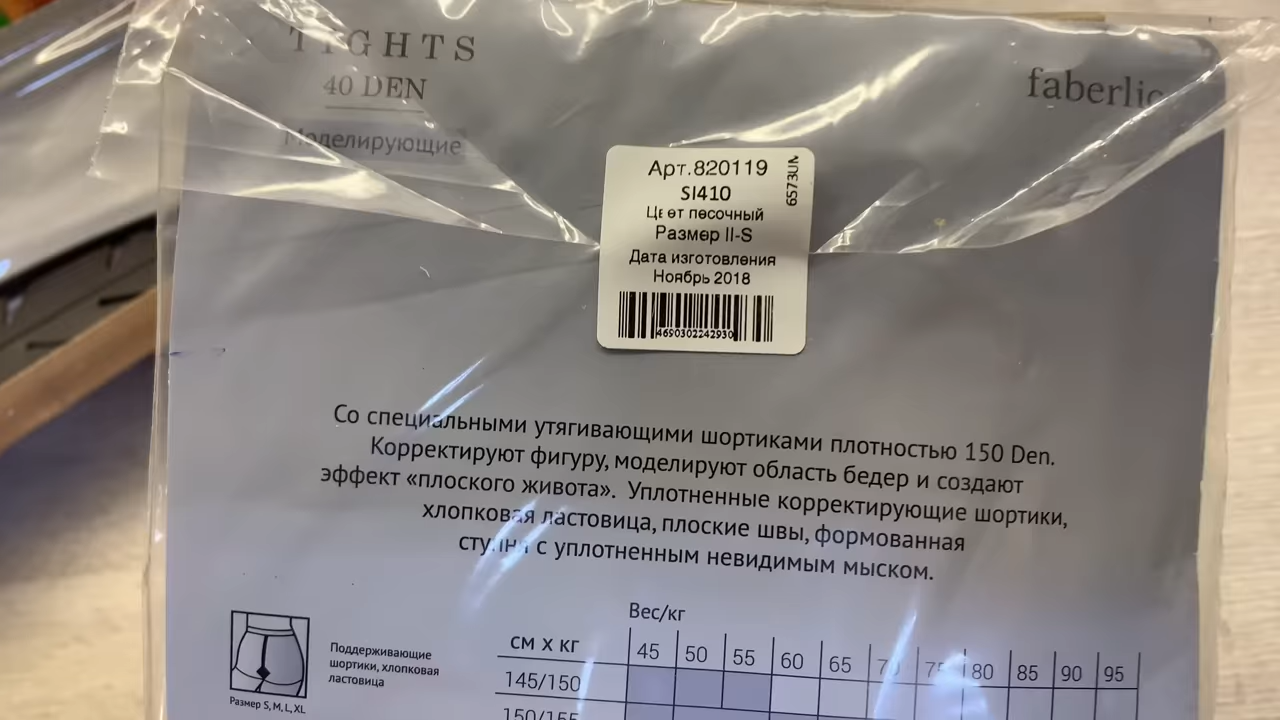 TIGHTS
40 DEN
Моделирующие
faberlic
Арт.820119
6573UN
SI410
Цвет песочный
Размер II-S
Дата изготовления
Ноябрь 2018
4690302242930
Со специальными утягивающими шортиками плотностью 150 Den.
Корректируют фигуру, моделируют область бедер и создают
эффект «плоского живота». Уплотненные корректирующие шортики,
хлопковая ластовица, плоские швы, формованная
ступня с уплотненным невидимым мыском.
Поддерживающие
шортики, хлопковая
ластовица
Размер S, M, L, XL
Вес/кг
см х кг 45 50 55 60 65 70 75 80 85 90 95
145/150
150/155